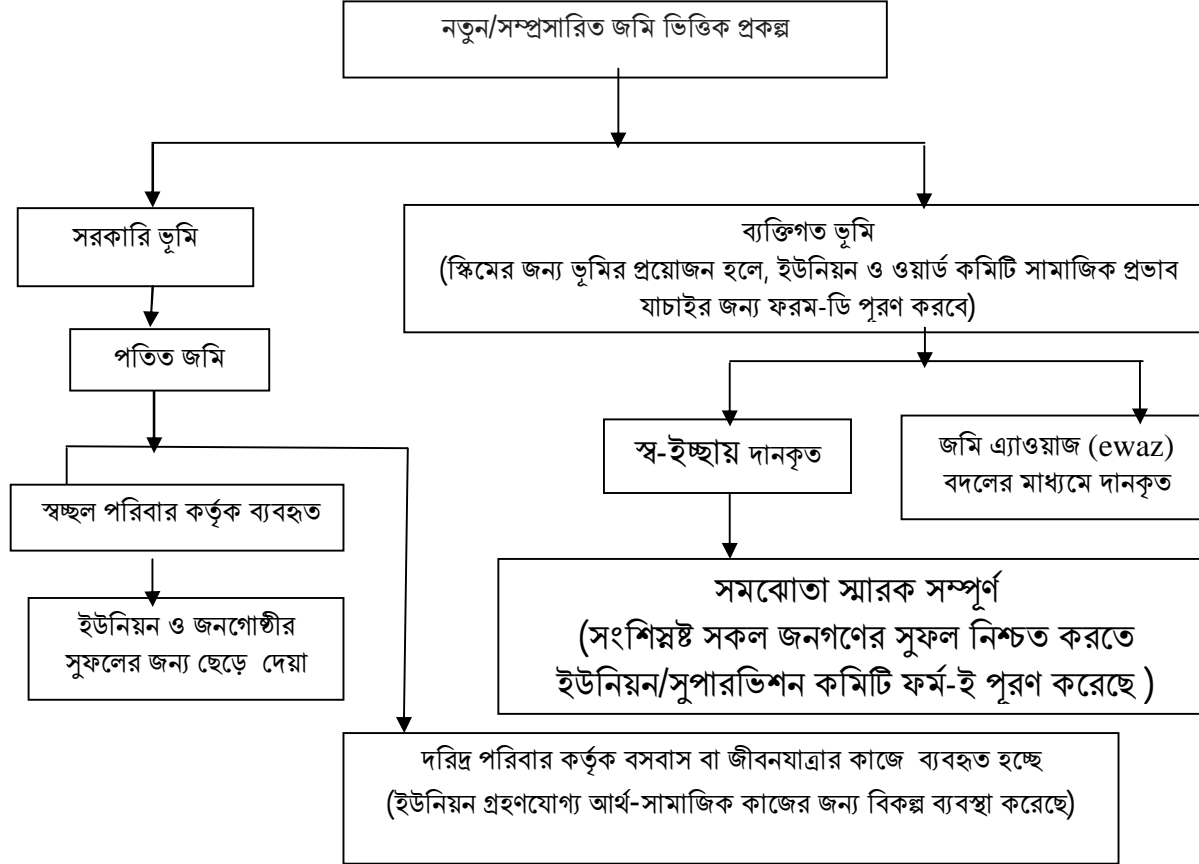 নতুন/সম্প্রসারিত জমি ভিত্তিক প্রকল্প
সরকারি ভূমি
ব্যক্তিগত ভূমি
(স্কিমের জন্য ভূমির প্রয়োজন হলে, ইউনিয়ন ও ওয়ার্ড কমিটি সামাজিক প্রভাব
যাচাইর জন্য ফরম-ডি পূরণ করবে)
পতিত জমি
স্ব-ইচ্ছায় দানকৃত
জমি এ্যাওয়াজ (ewaz)
বদলের মাধ্যমে দানকৃত
স্বচ্ছল পরিবার কর্তৃক ব্যবহৃত
ইউনিয়ন ও জনগোষ্ঠীর
সুফলের জন্য ছেড়ে দেয়া
সমঝোতা স্মারক সম্পূর্ণ
(সংশিস্নষ্ট সকল জনগণের সুফল নিশ্চত করতে
ইউনিয়ন/সুপারভিশন কমিটি ফর্ম-ই পূরণ করেছে )
দরিদ্র পরিবার কর্তৃক বসবাস বা জীবনযাত্রার কাজে ব্যবহৃত হচ্ছে
(ইউনিয়ন গ্রহণযোগ্য আর্থ-সামাজিক কাজের জন্য বিকল্প ব্যবস্থা করেছে)